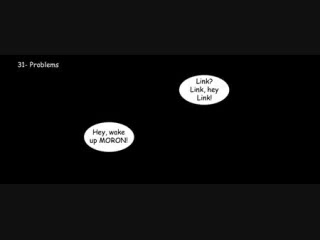 31- Problems
Link?
Link, hey
Link!
Hey, wake
up MORON!